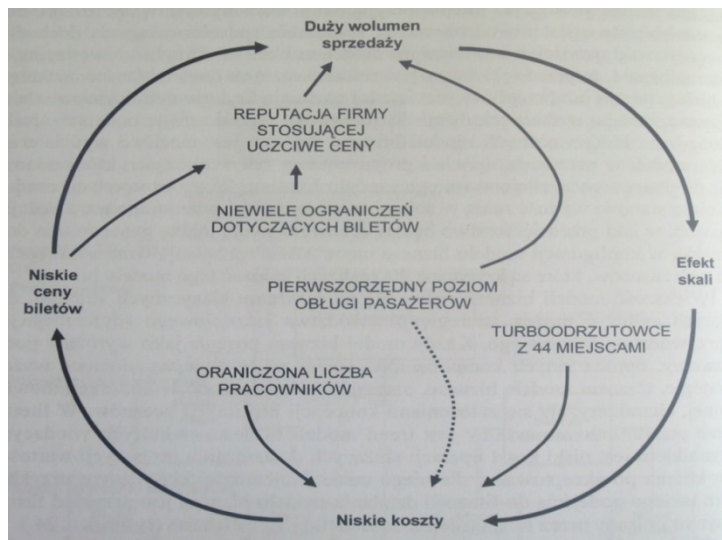 Duży wolumen
sprzedaży
REPUTACJA FIRMY
STOSUJĄCEJ
UCZCIWE CENY
NIEWIELE OGRANICZEŃ
DOTYCZĄCYCH BILETÓW
Niskie
ceny
biletów
Efekt
skali
PIERWSZORZĘDNY POZIOM
OBŁUGI PASAŻERÓW
TURBOODRZUTOWCE
Z 44 MIEJSCAMI
ORANICZONA LICZBA
PRACOWNIKÓW
Niskie koszty